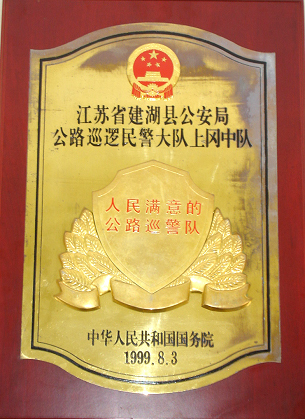 江苏省建湖县公安局
公路巡逻民警大队上冈中队
人民满意的
公路巡警队
中华人民共和国国务院
1999.8.3